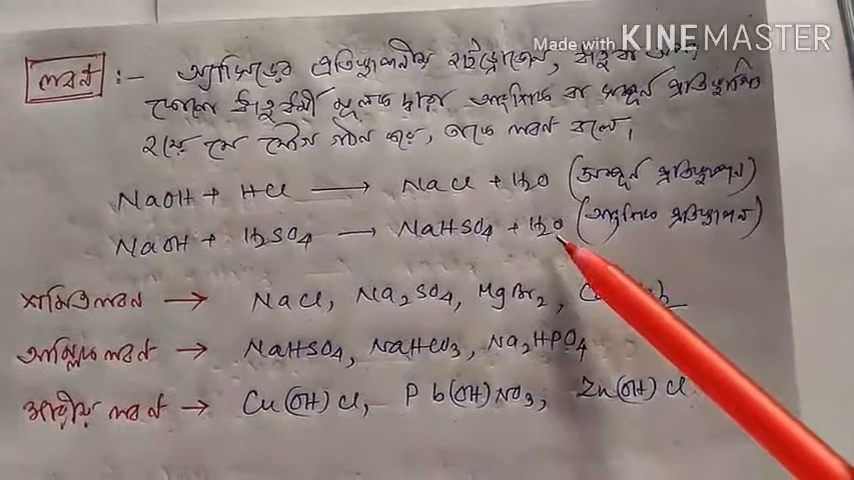 Made with KINEMASTER
লবণ :- অ্যাসিডের প্রতিস্থাপনীয় হাইড্রোজেন, ধাতু বা অপর
কোনো ধাতুধর্মী মূলক দ্বারা আংশিক বা সম্পূর্ণ প্রতিস্থাপিত
হয়ে যে যৌগ গঠন করে, তাকে লবণ বলে।
NaOH + HCl → NaCl + H₂O (সম্পূর্ণ প্রতিস্থাপন)
NaOH + H₂SO₄ → NaHSO₄ + H₂O (আংশিক প্রতিস্থাপন)
শমিত লবণ → NaCl, Na₂SO₄, MgBr₂,
আম্লিক লবণ → NaHSO₄, NaHCO₃, Na₂HPO₄
ক্ষারীয় লবণ → Cu(OH)Cl, Pb(OH)NO₃, Zn(OH)Cl